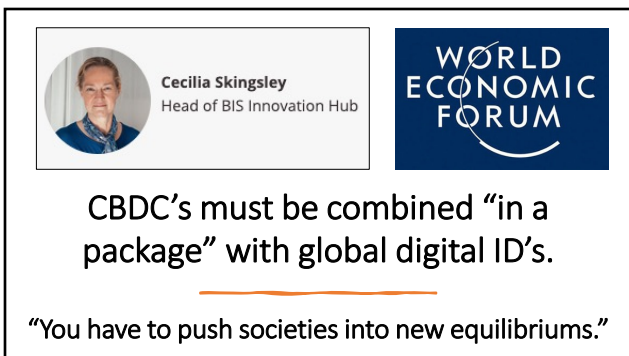 Cecilia Skingsley
Head of BIS Innovation Hub
WORLD
ECONOMIC
FORUM
CBDC’s must be combined “in a
package” with global digital ID’s.
“You have to push societies into new equilibriums.”